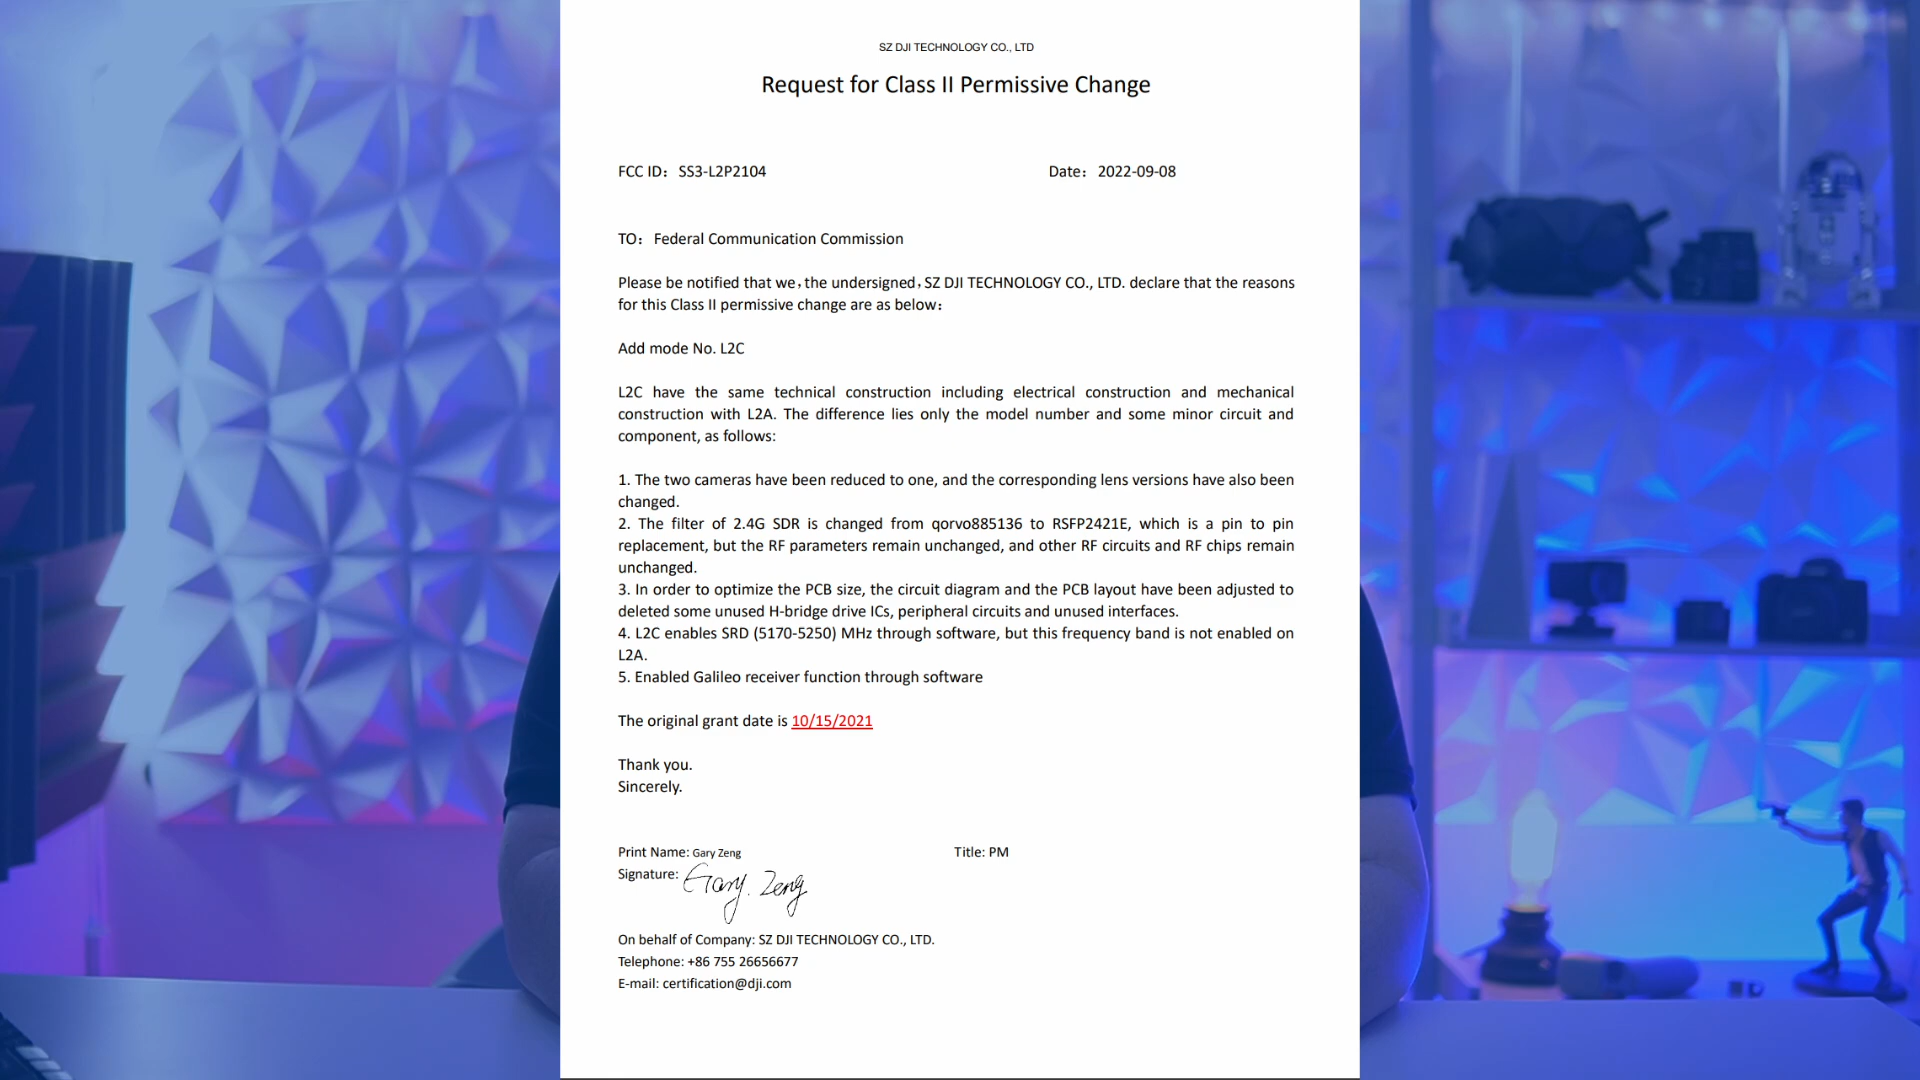 SZ DJI TECHNOLOGY CO., LTD
Request for Class II Permissive Change
FCC ID：SS3-L2P2104
Date：2022-09-08
TO：Federal Communication Commission
Please be notified that we，the undersigned，SZ DJI TECHNOLOGY CO., LTD. declare that the reasons
for this Class II permissive change are as below：
Add mode No. L2C
L2C have the same technical construction including electrical construction and mechanical
construction with L2A. The difference lies only the model number and some minor circuit and
component, as follows:
1. The two cameras have been reduced to one, and the corresponding lens versions have also been
changed.
2. The filter of 2.4G SDR is changed from qorvo885136 to RSFP2421E, which is a pin to pin
replacement, but the RF parameters remain unchanged, and other RF circuits and RF chips remain
unchanged.
3. In order to optimize the PCB size, the circuit diagram and the PCB layout have been adjusted to
deleted some unused H-bridge drive ICs, peripheral circuits and unused interfaces.
4. L2C enables SRD (5170-5250) MHz through software, but this frequency band is not enabled on
L2A.
5. Enabled Galileo receiver function through software
The original grant date is 10/15/2021
Thank you.
Sincerely.
Print Name: Gary Zeng
Title: PM
Signature: Gary. Zeng
On behalf of Company: SZ DJI TECHNOLOGY CO., LTD.
Telephone: +86 755 26656677
E-mail: certification@dji.com